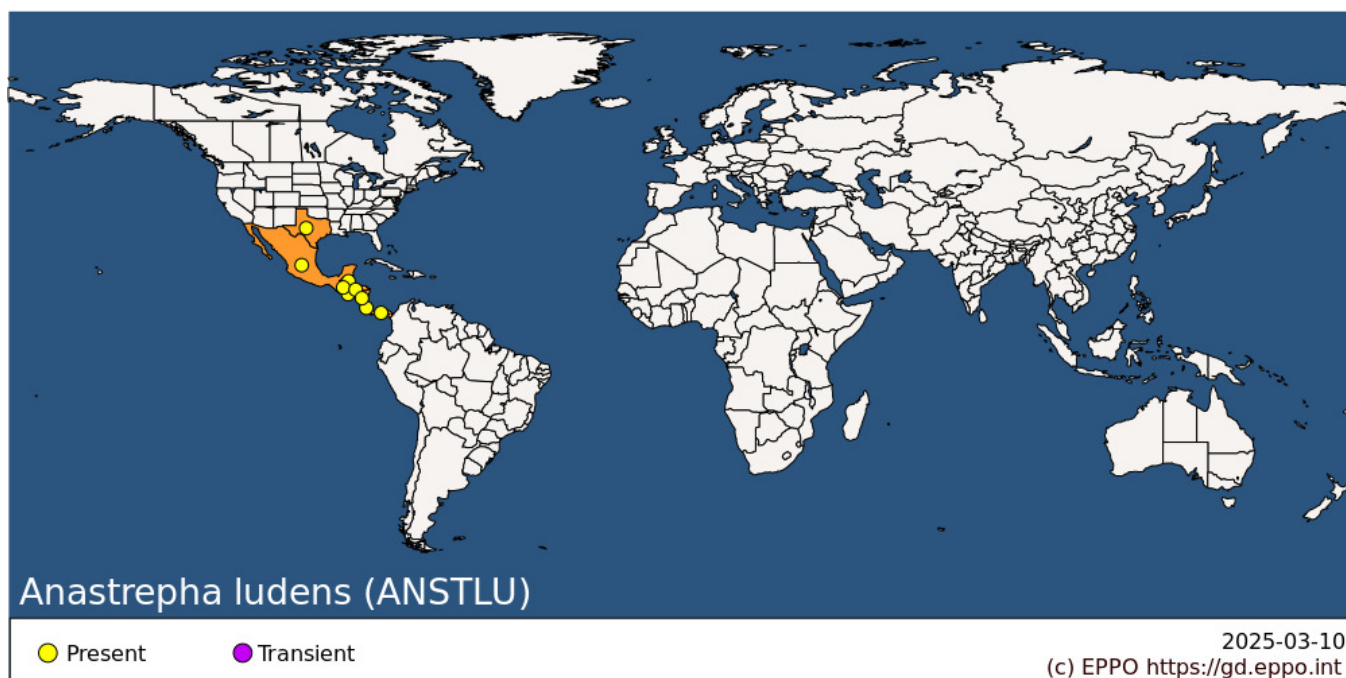 Anastrepha ludens (ANSTLU)
Present
Transient
2025-03-10
(c) EPPO https://gd.eppo.int